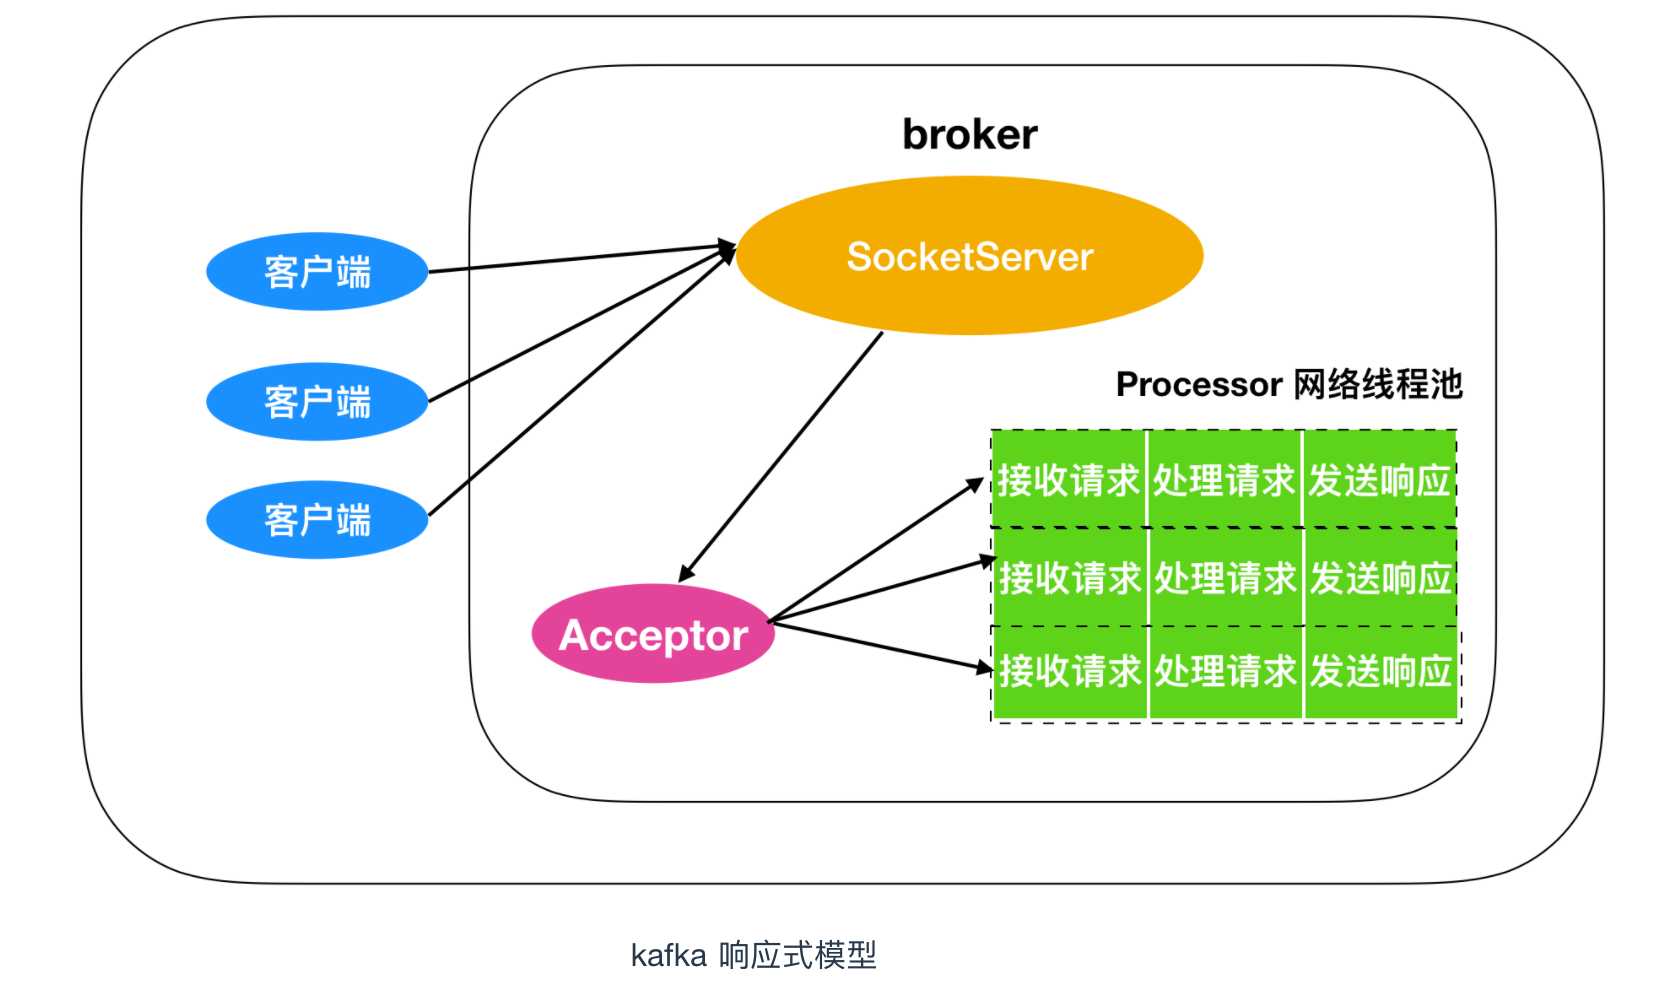 broker
SocketServer
客户端
客户端
客户端
Processor 网络线程池
接收请求 处理请求 发送响应
接收请求 处理请求 发送响应
接收请求 处理请求 发送响应
Acceptor
kafka 响应式模型